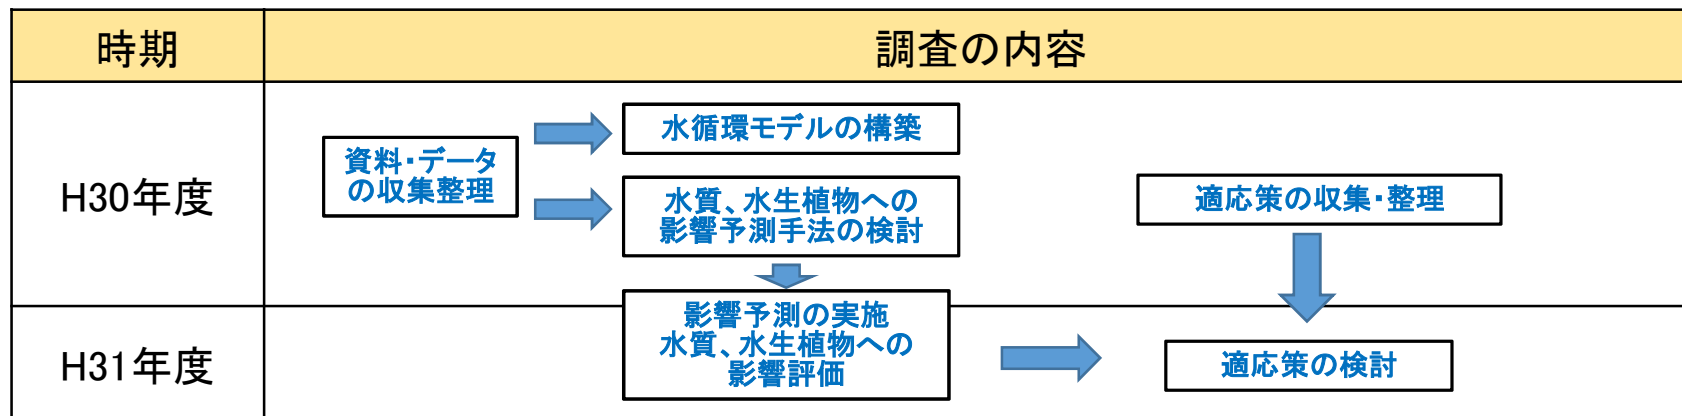 時期
調査の内容
H30年度
資料・データ
の収集整理
水循環モデルの構築
水質、水生植物への
影響予測手法の検討
適応策の収集・整理
H31年度
影響予測の実施
水質、水生植物への
影響評価
適応策の検討